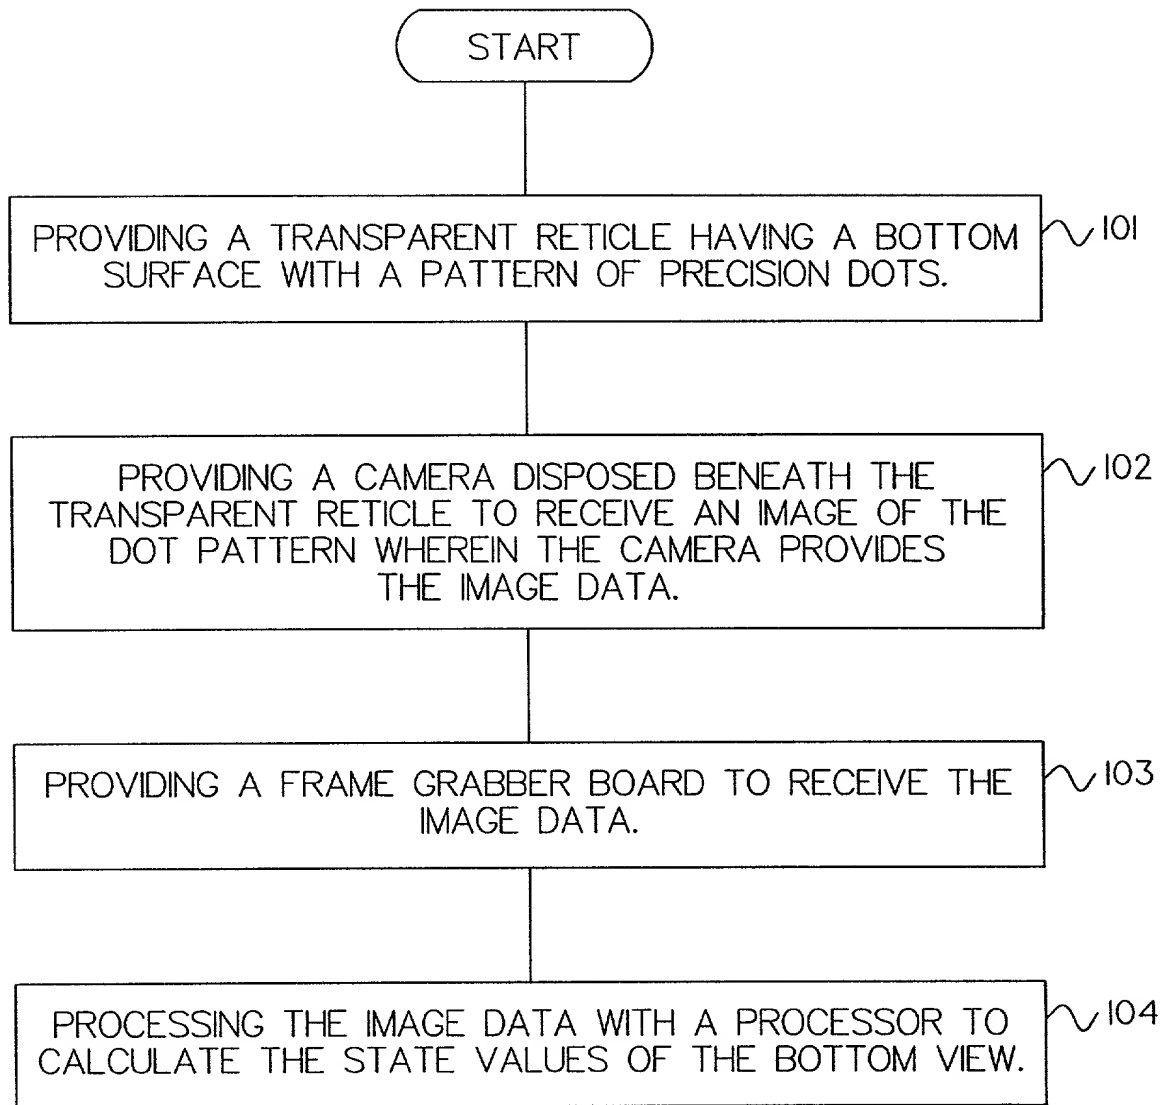 START
PROVIDING A TRANSPARENT RETICLE HAVING A BOTTOM
SURFACE WITH A PATTERN OF PRECISION DOTS.
101
PROVIDING A CAMERA DISPOSED BENEATH THE
TRANSPARENT RETICLE TO RECEIVE AN IMAGE OF THE
DOT PATTERN WHEREIN THE CAMERA PROVIDES
THE IMAGE DATA.
102
PROVIDING A FRAME GRABBER BOARD TO RECEIVE THE
IMAGE DATA.
103
PROCESSING THE IMAGE DATA WITH A PROCESSOR TO
CALCULATE THE STATE VALUES OF THE BOTTOM VIEW.
104